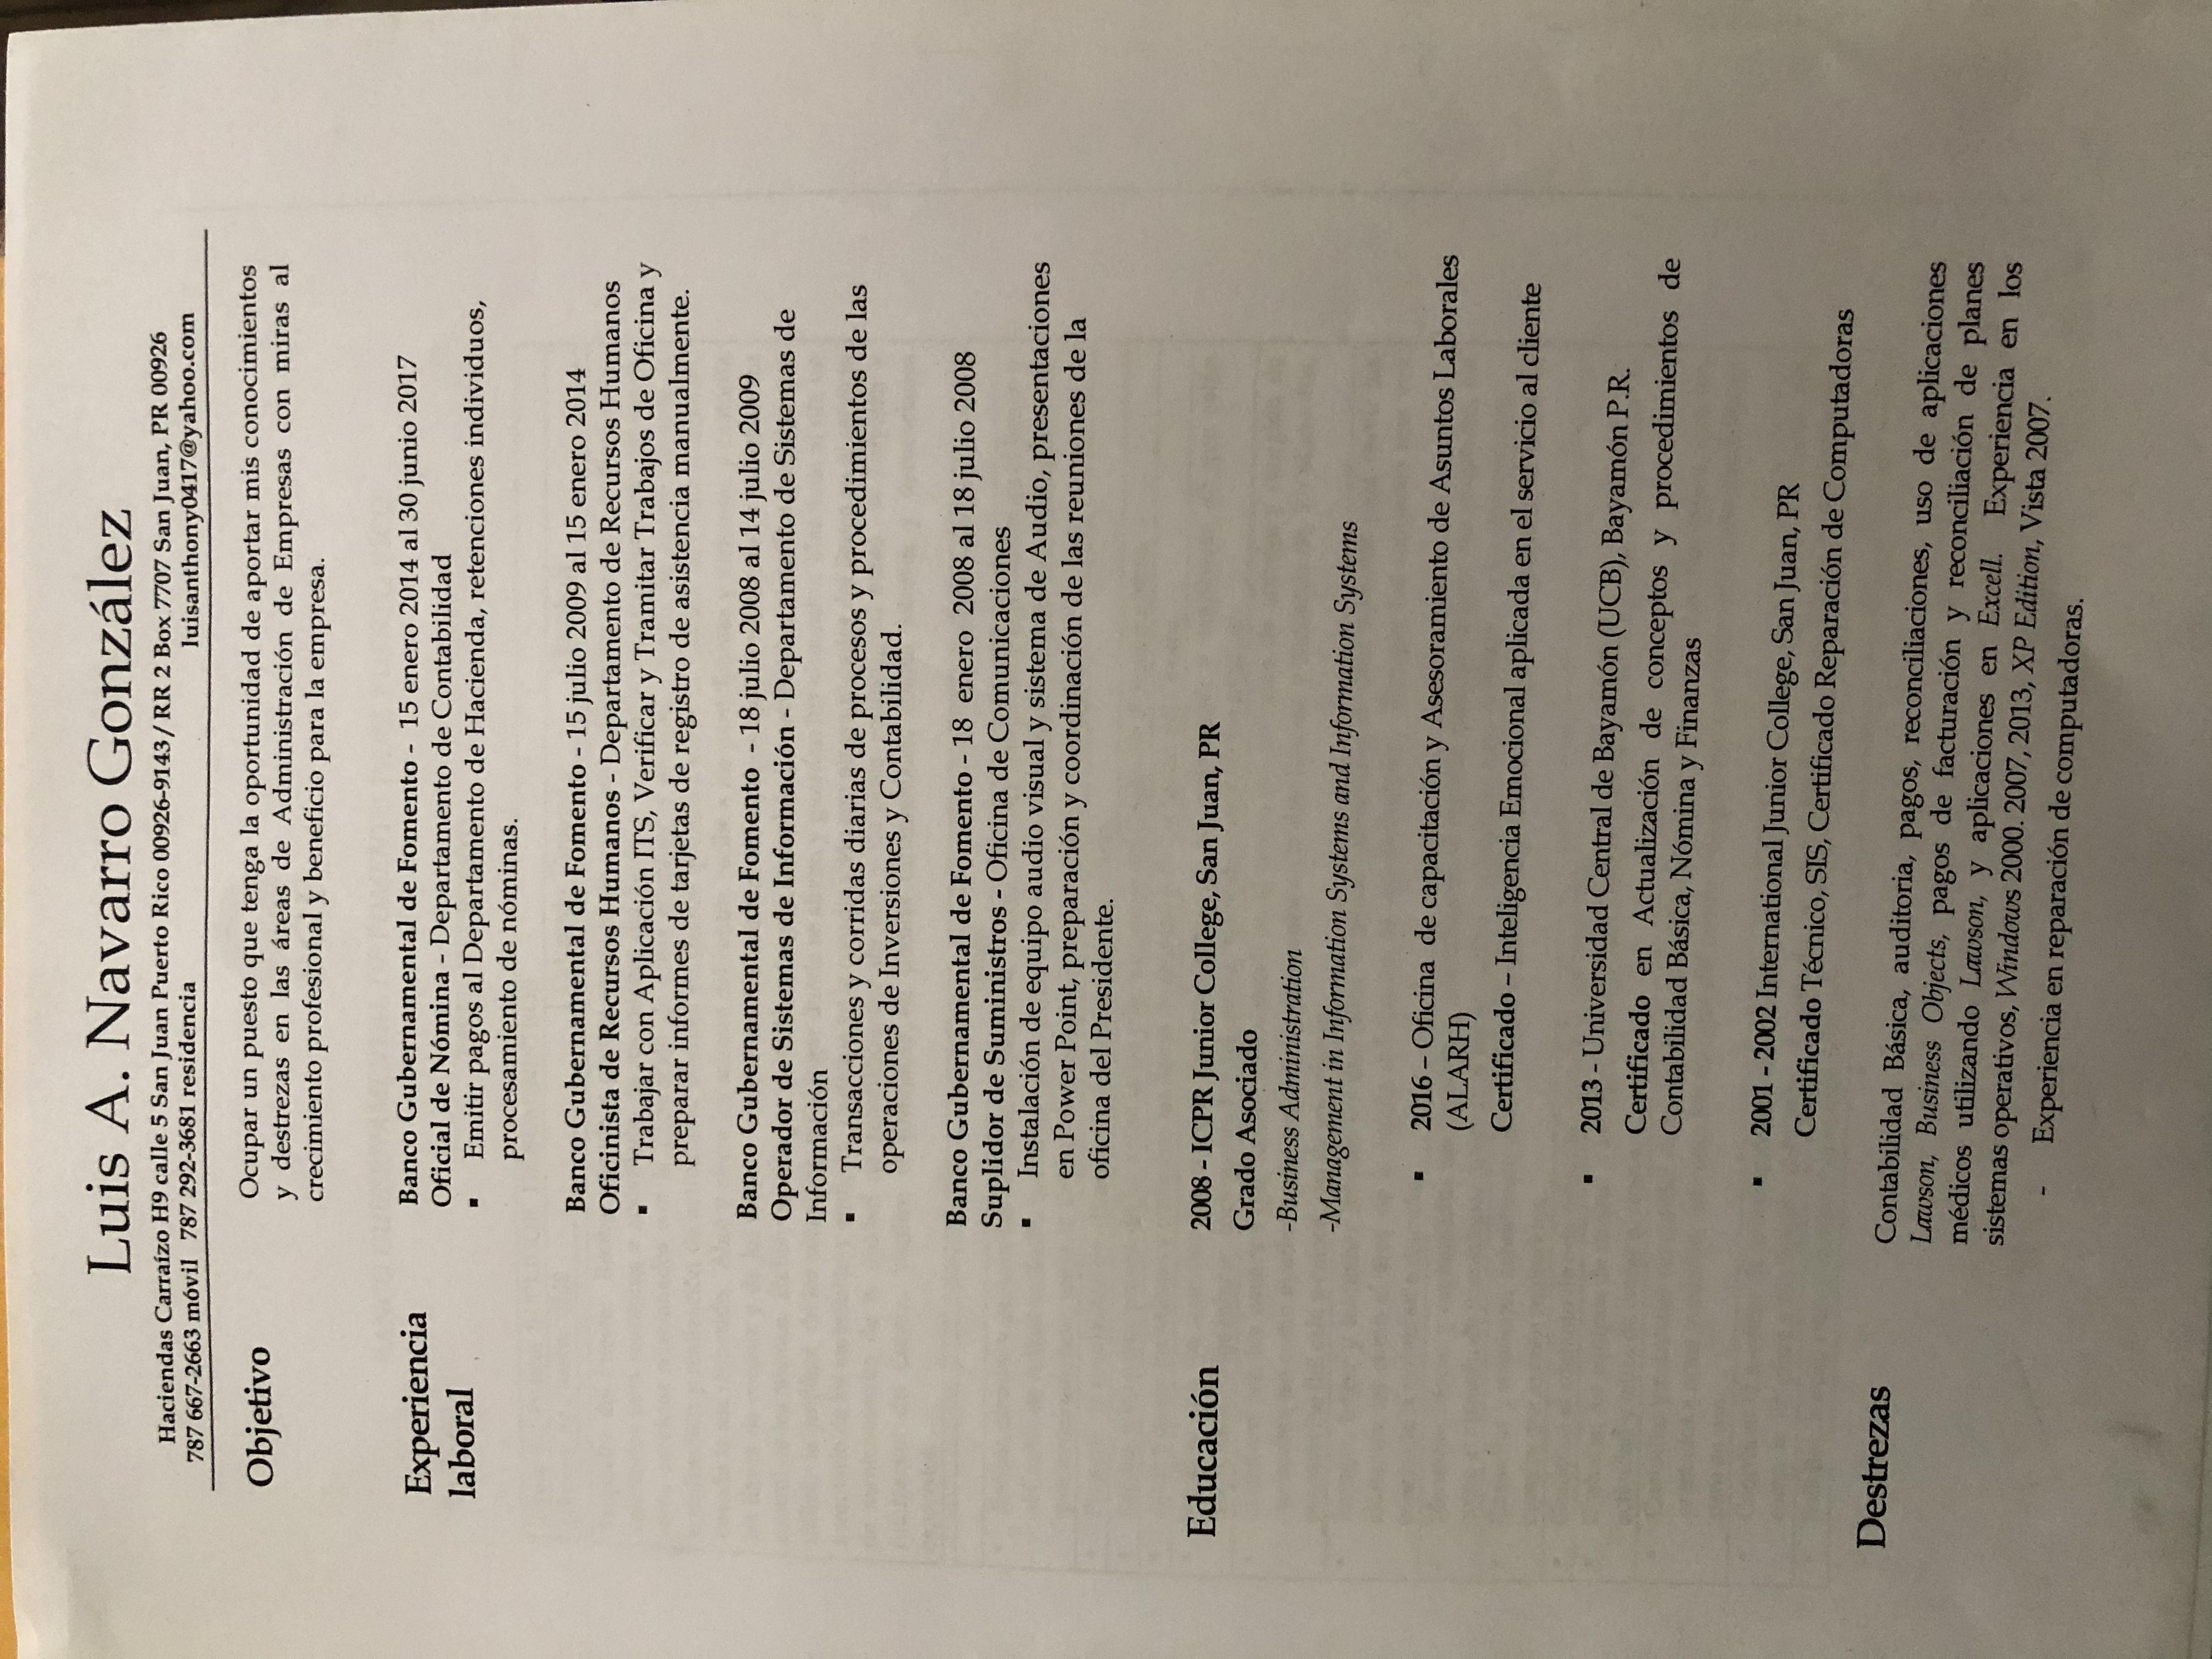 Luis A. Navarro González
Haciendas Carraízo H9 calle 5 San Juan Puerto Rico 00926-9143/ RR 2 Box 7707 San Juan, PR 00926
787 667-2663 móvil 787 292-3681 residencia luisanthony0417@yahoo.com
Objetivo
Ocupar un puesto que tenga la oportunidad de aportar mis conocimientos
y destrezas en las áreas de Administración de Empresas con miras al
crecimiento profesional y beneficio para la empresa.
Experiencia
laboral
Banco Gubernamental de Fomento - 15 enero 2014 al 30 junio 2017
Oficial de Nómina - Departamento de Contabilidad
▪ Emitir pagos al Departamento de Hacienda, retenciones individuos,
procesamiento de nóminas.
Banco Gubernamental de Fomento - 15 julio 2009 al 15 enero 2014
Oficinista de Recursos Humanos - Departamento de Recursos Humanos
▪ Trabajar con Aplicación ITS, Verificar y Tramitar Trabajos de Oficina y
preparar informes de tarjetas de registro de asistencia manualmente.
Banco Gubernamental de Fomento - 18 julio 2008 al 14 julio 2009
Operador de Sistemas de Información - Departamento de Sistemas de
Información
▪ Transacciones y corridas diarias de procesos y procedimientos de las
operaciones de Inversiones y Contabilidad.
Banco Gubernamental de Fomento - 18 enero 2008 al 18 julio 2008
Suplidor de Suministros - Oficina de Comunicaciones
▪ Instalación de equipo audio visual y sistema de Audio, presentaciones
en Power Point, preparación y coordinación de las reuniones de la
oficina del Presidente.
Educación
2008 - ICPR Junior College, San Juan, PR
Grado Asociado
-Business Administration
-Management in Information Systems and Information Systems
▪ 2016 – Oficina de capacitación y Asesoramiento de Asuntos Laborales
(ALARH)
Certificado – Inteligencia Emocional aplicada en el servicio al cliente
▪ 2013 - Universidad Central de Bayamón (UCB), Bayamón P.R.
Certificado en Actualización de conceptos y procedimientos de
Contabilidad Básica, Nómina y Finanzas
▪ 2001 - 2002 International Junior College, San Juan, PR
Certificado Técnico, SIS, Certificado Reparación de Computadoras
Destrezas
Contabilidad Básica, auditoria, pagos, reconciliaciones, uso de aplicaciones
Lawson, Business Objects, pagos de facturación y reconciliación de planes
médicos utilizando Lawson, y aplicaciones en Excell. Experiencia en los
sistemas operativos, Windows 2000. 2007, 2013, XP Edition, Vista 2007.
- Experiencia en reparación de computadoras.